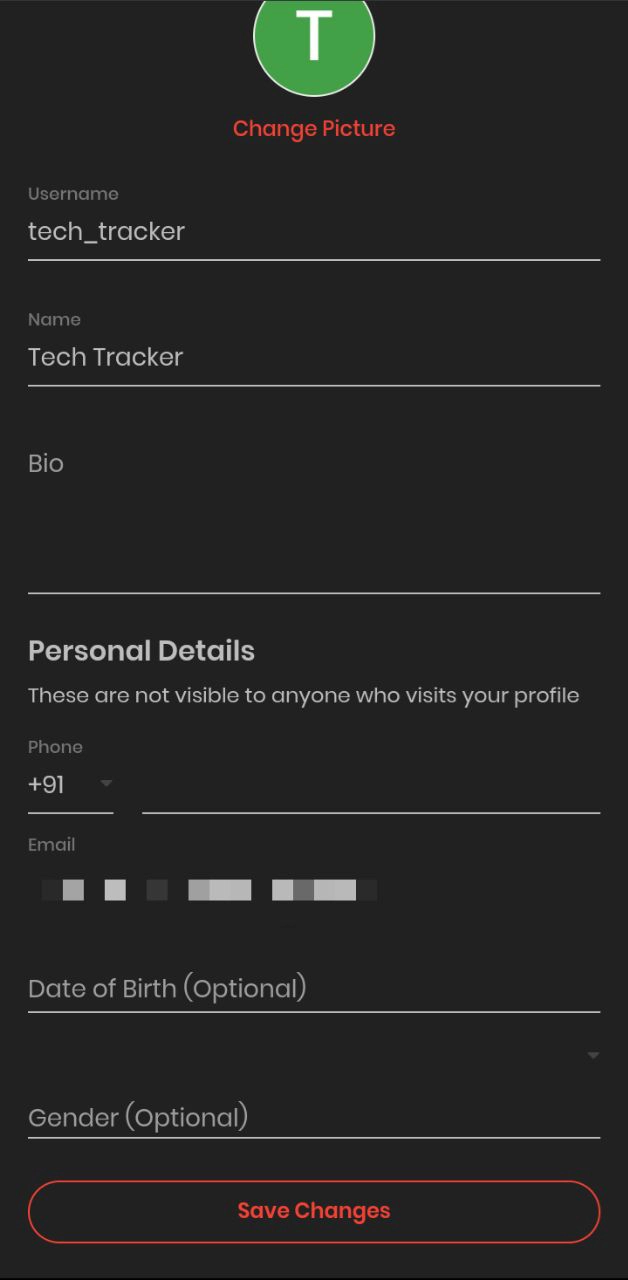 T
Change Picture
Username
tech_tracker
Name
Tech Tracker
Bio
Personal Details
These are not visible to anyone who visits your profile
Phone
+91
Email
Date of Birth (Optional)
Gender (Optional)
Save Changes